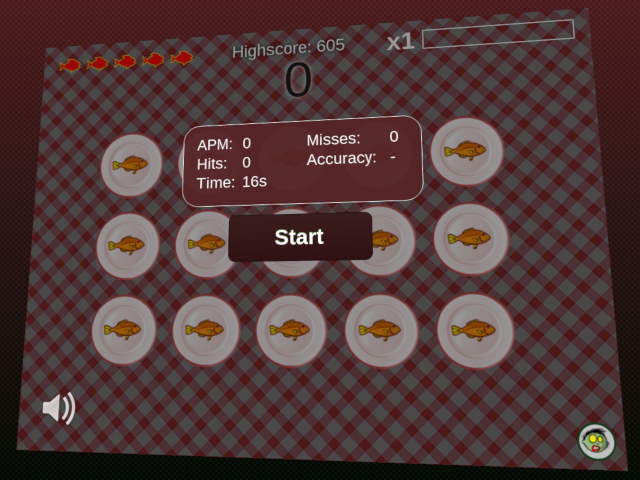 Highscore: 605
x1
0
APM: 0
Misses: 0
Hits: 0
Accuracy: -
Time: 16s
Start